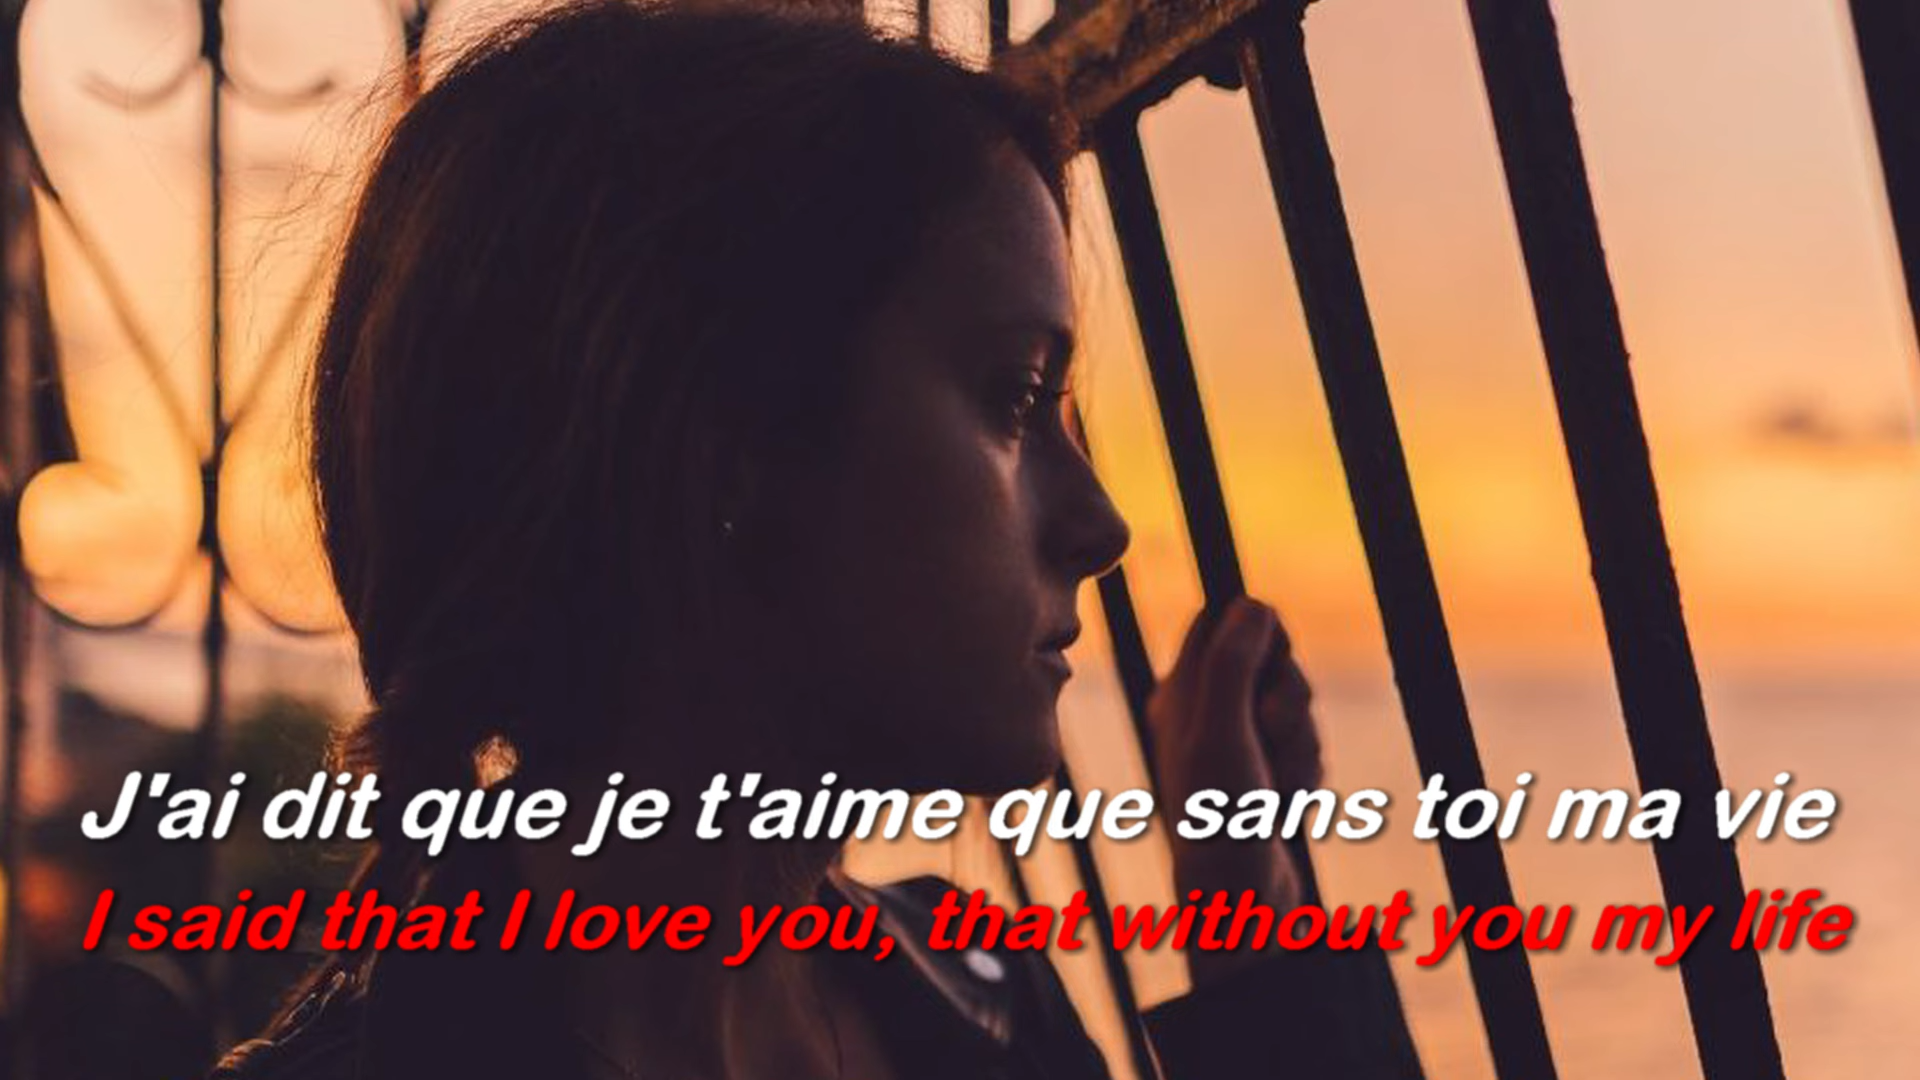 J'ai dit que je t'aime que sans toi ma vie
I said that I love you, that without you my life